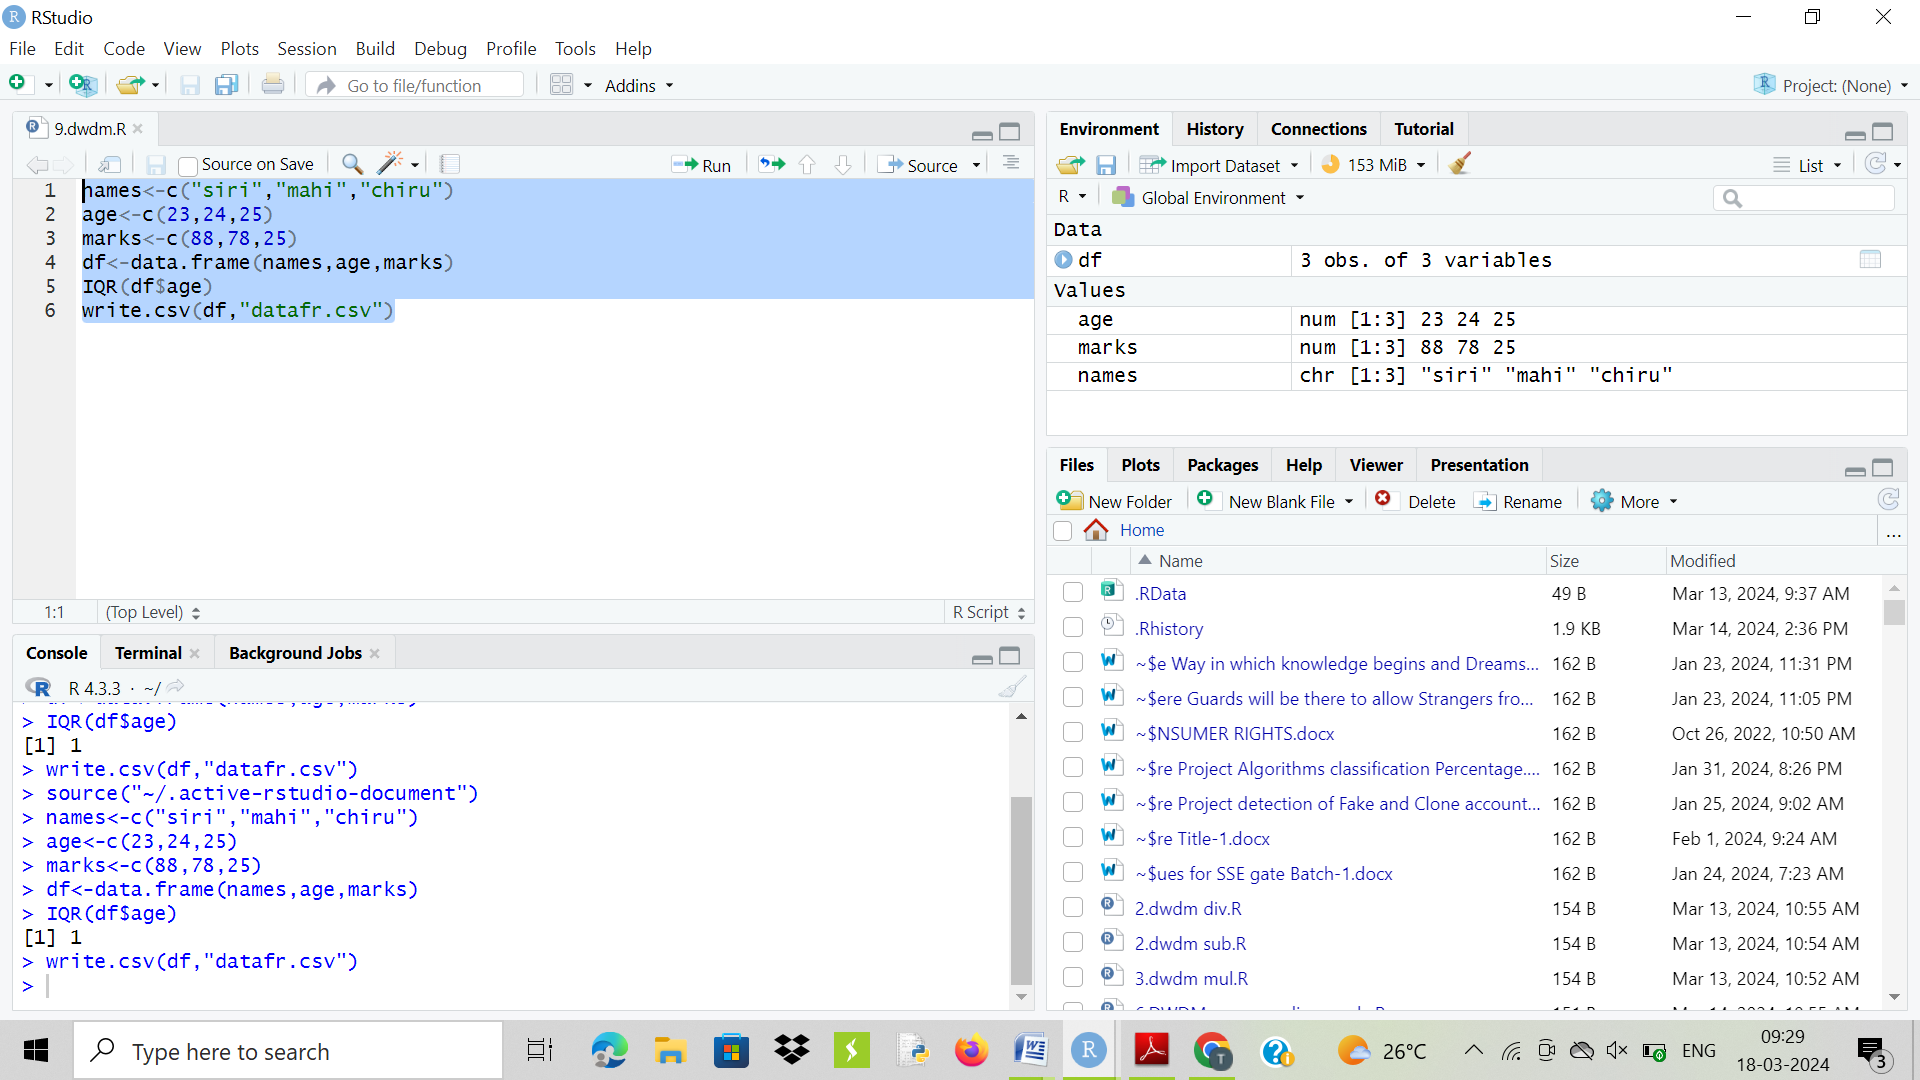 RStudio
File Edit Code View Plots Session Build Debug Profile Tools Help
Go to file/function Addins Project: (None)
9.dwdm.R
Source on Save Run Source
1 names<-c("siri","mahi","chiru")
2 age<-c(23,24,25)
3 marks<-c(88,78,25)
4 df<-data.frame(names,age,marks)
5 IQR(df$age)
6 write.csv(df,"datafr.csv")
1:1 (Top Level) R Script
Console Terminal Background Jobs
R 4.3.3 · ~/
> IQR(df$age)
[1] 1
> write.csv(df,"datafr.csv")
> source("~/.active-rstudio-document")
> names<-c("siri","mahi","chiru")
> age<-c(23,24,25)
> marks<-c(88,78,25)
> df<-data.frame(names,age,marks)
> IQR(df$age)
[1] 1
> write.csv(df,"datafr.csv")
>
Environment History Connections Tutorial
Import Dataset 153 MiB List
R Global Environment
Data
df 3 obs. of 3 variables
Values
age num [1:3] 23 24 25
marks num [1:3] 88 78 25
names chr [1:3] "siri" "mahi" "chiru"
Files Plots Packages Help Viewer Presentation
New Folder New Blank File Delete Rename More
Home ...
Name Size Modified
.RData 49 B Mar 13, 2024, 9:37 AM
.Rhistory 1.9 KB Mar 14, 2024, 2:36 PM
~$e Way in which knowledge begins and Dreams... 162 B Jan 23, 2024, 11:31 PM
~$ere Guards will be there to allow Strangers fro... 162 B Jan 23, 2024, 11:05 PM
~$NSUMER RIGHTS.docx 162 B Oct 26, 2022, 10:50 AM
~$re Project Algorithms classification Percentage.... 162 B Jan 31, 2024, 8:26 PM
~$re Project detection of Fake and Clone account... 162 B Jan 25, 2024, 9:02 AM
~$re Title-1.docx 162 B Feb 1, 2024, 9:24 AM
~$ues for SSE gate Batch-1.docx 162 B Jan 24, 2024, 7:23 AM
2.dwdm div.R 154 B Mar 13, 2024, 10:55 AM
2.dwdm sub.R 154 B Mar 13, 2024, 10:54 AM
3.dwdm mul.R 154 B Mar 13, 2024, 10:52 AM
Type here to search 26°C ENG 09:29
18-03-2024 3